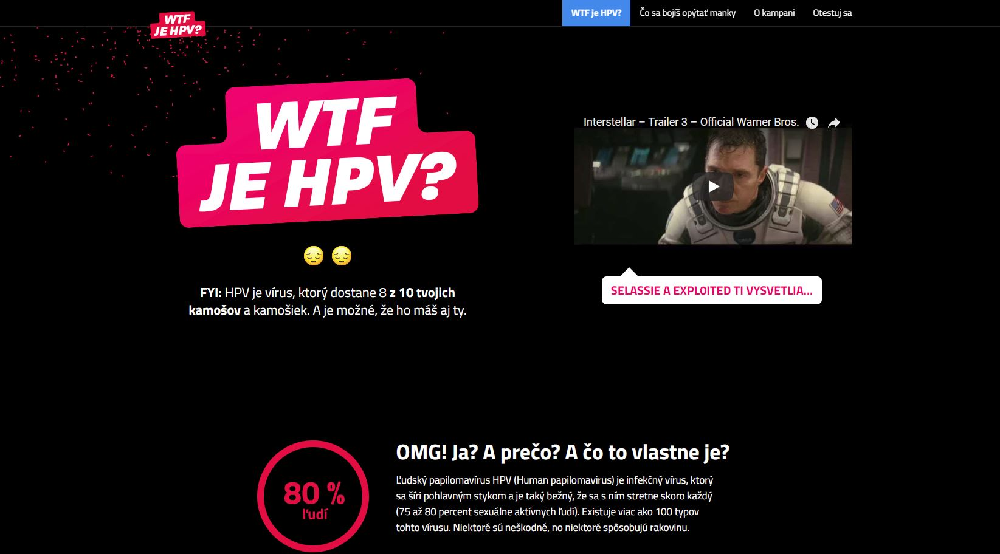 WTF
JE HPV?
WTF je HPV?
Čo sa bojíš opýtať manky
O kampani
Otestuj sa
WTF
JE HPV?
FYI: HPV je vírus, ktorý dostane 8 z 10 tvojich
kamošov a kamošiek. A je možné, že ho máš aj ty.
Interstellar – Trailer 3 – Official Warner Bros.
SELASSIE A EXPLOITED TI VYSVETLIA...
80 %
ľudí
OMG! Ja? A prečo? A čo to vlastne je?
Ľudský papilomavírus HPV (Human papilomavirus) je infekčný vírus, ktorý
sa šíri pohlavným stykom a je taký bežný, že sa s ním stretne skoro každý
(75 až 80 percent sexuálne aktívnych ľudí). Existuje viac ako 100 typov
tohto vírusu. Niektoré sú neškodné, no niektoré spôsobujú rakovinu.